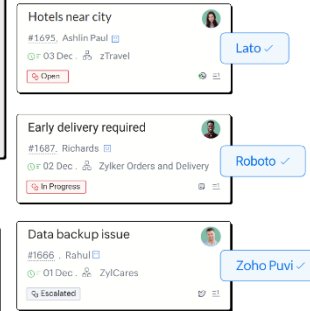 Hotels near city
#1695. Ashlin Paul
03 Dec . zTravel
Open
Lato
Early delivery required
#1687. Richards
02 Dec . Zylker Orders and Delivery
In Progress
Roboto
Data backup issue
#1666 . Rahul
01 Dec . ZylCares
Escalated
Zoho Puvi